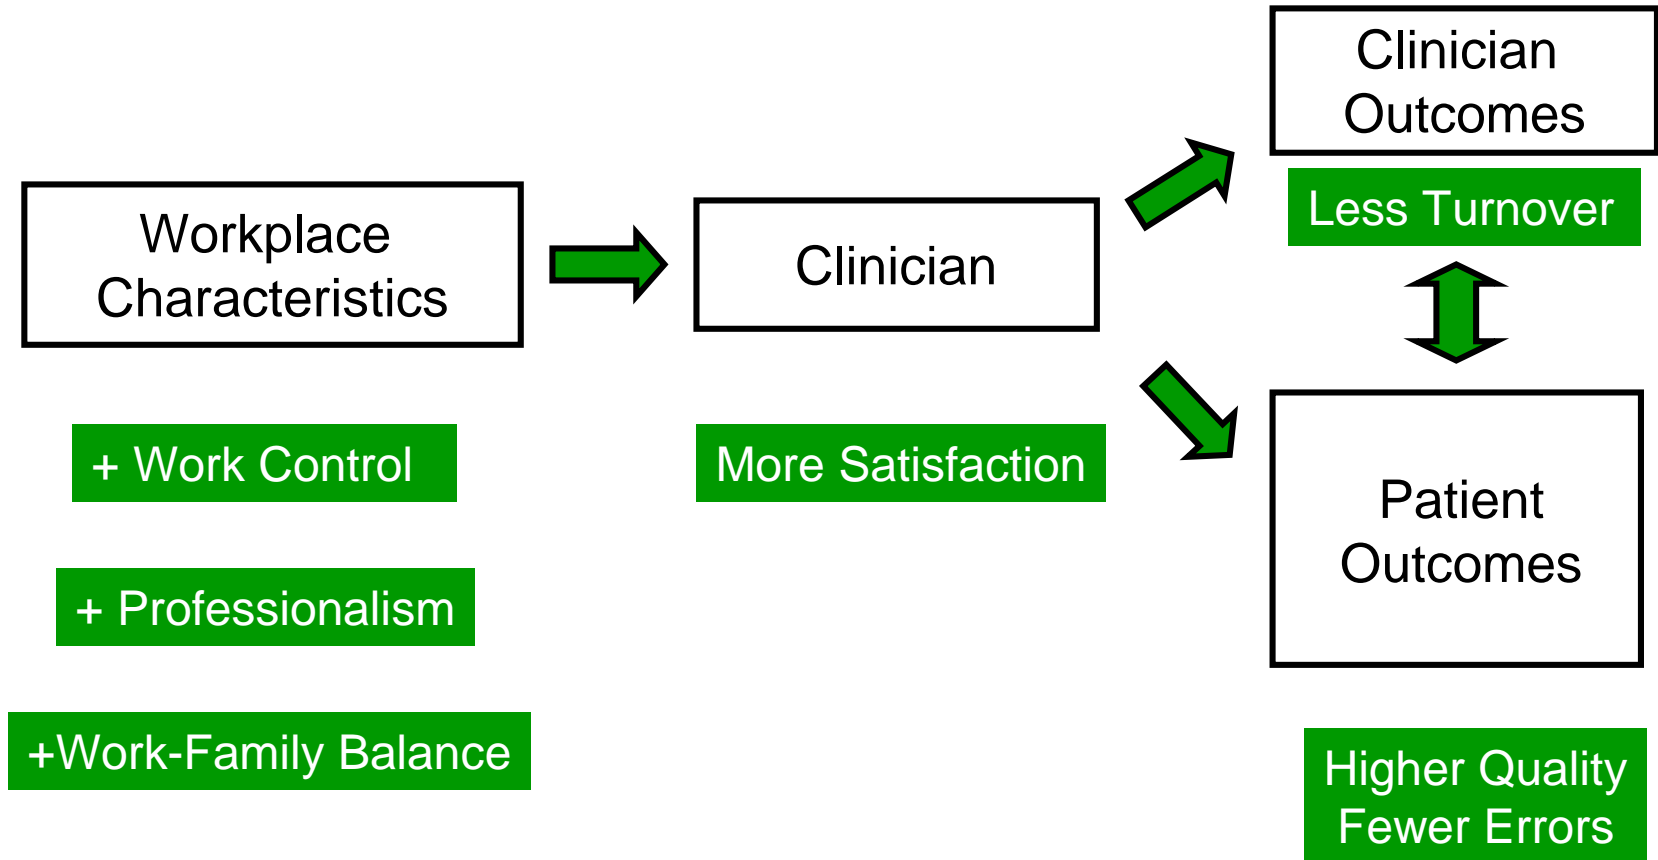 Workplace
Characteristics
+ Work Control
+ Professionalism
+Work-Family Balance
Clinician
More Satisfaction
Clinician
Outcomes
Less Turnover
Patient
Outcomes
Higher Quality
Fewer Errors